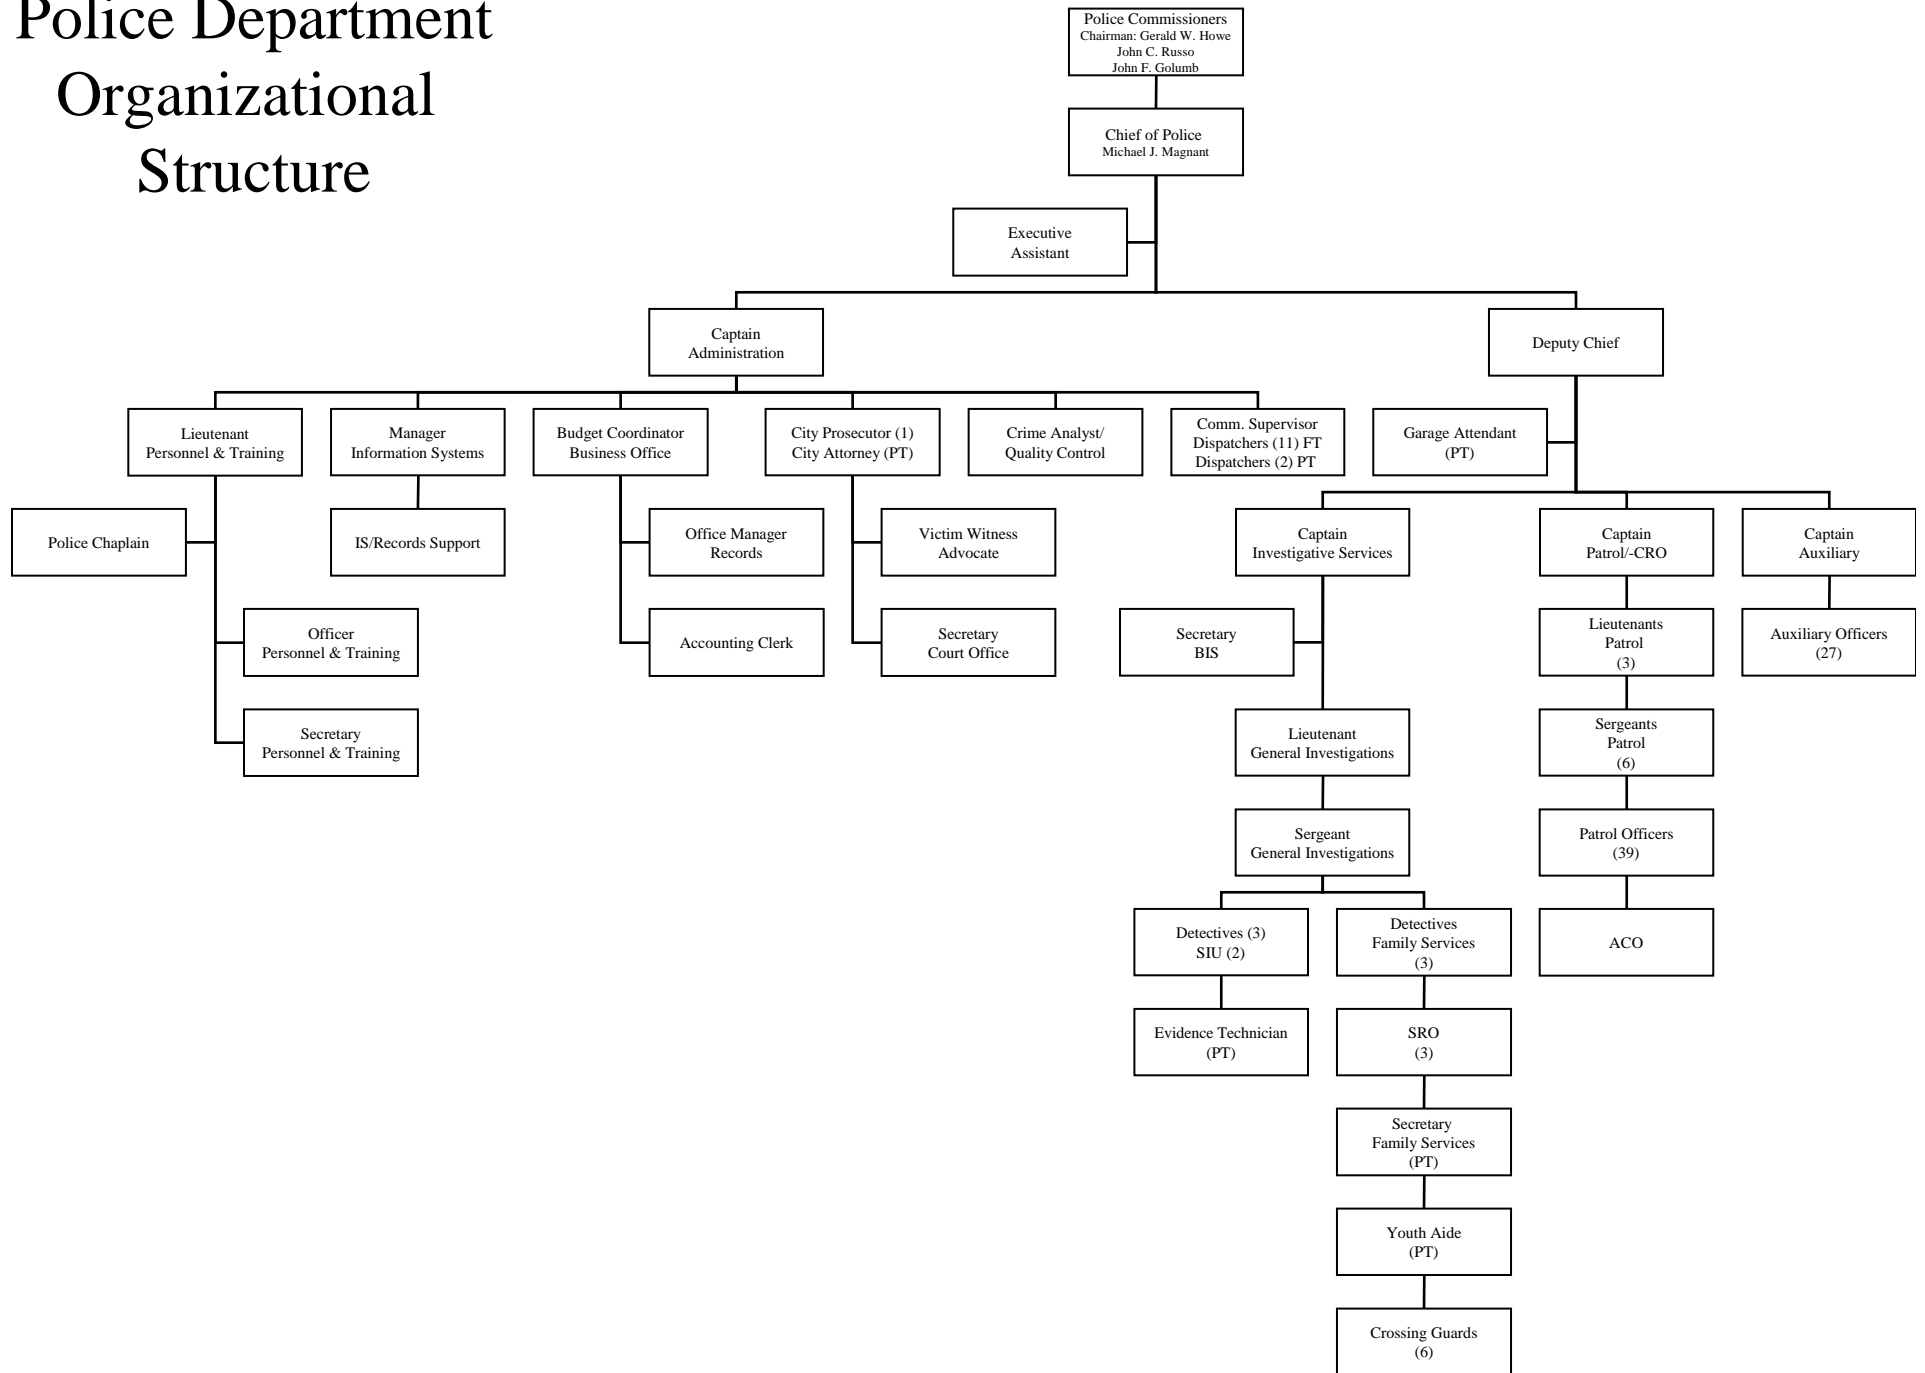 Police Department
Organizational
Structure
Police Commissioners
Chairman: Gerald W. Howe
John C. Russo
John F. Golumb
Chief of Police
Michael J. Magnant
Executive
Assistant
Captain
Administration
Deputy Chief
Lieutenant
Personnel & Training
Manager
Information Systems
Budget Coordinator
Business Office
City Prosecutor (1)
City Attorney (PT)
Crime Analyst/
Quality Control
Comm. Supervisor
Dispatchers (11) FT
Dispatchers (2) PT
Garage Attendant
(PT)
Police Chaplain
IS/Records Support
Office Manager
Records
Victim Witness
Advocate
Captain
Investigative Services
Captain
Patrol/-CRO
Captain
Auxiliary
Officer
Personnel & Training
Accounting Clerk
Secretary
Court Office
Secretary
BIS
Lieutenants
Patrol
(3)
Auxiliary Officers
(27)
Secretary
Personnel & Training
Lieutenant
General Investigations
Sergeants
Patrol
(6)
Sergeant
General Investigations
Patrol Officers
(39)
Detectives (3)
SIU (2)
Detectives
Family Services
(3)
ACO
Evidence Technician
(PT)
SRO
(3)
Secretary
Family Services
(PT)
Youth Aide
(PT)
Crossing Guards
(6)